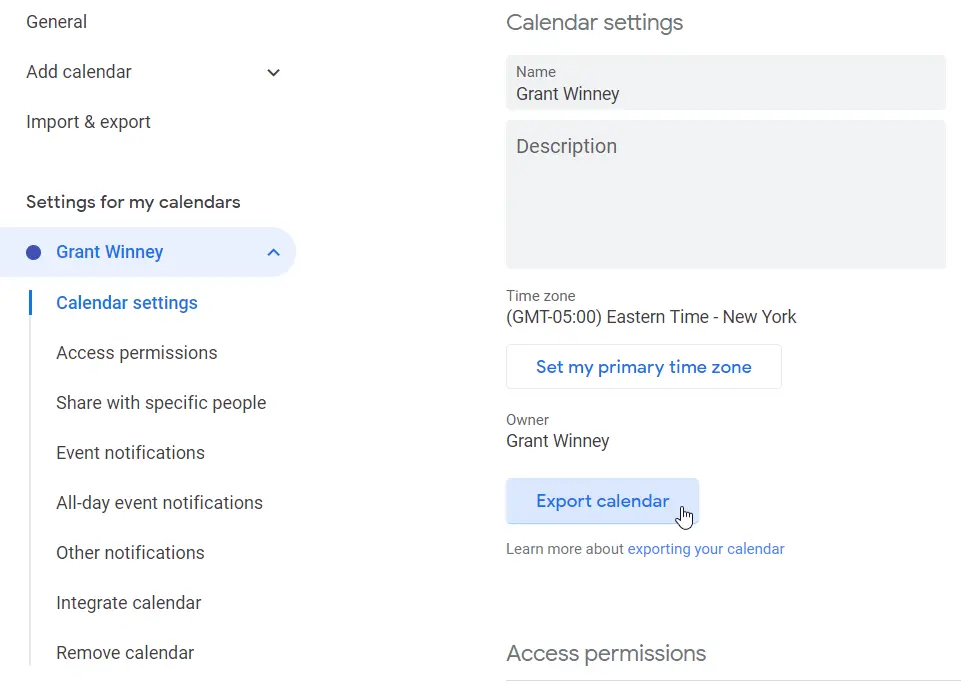 General
Add calendar
Import & export
Settings for my calendars
Grant Winney
Calendar settings
Access permissions
Share with specific people
Event notifications
All-day event notifications
Other notifications
Integrate calendar
Remove calendar
Calendar settings
Name
Grant Winney
Description
Time zone
(GMT-05:00) Eastern Time - New York
Set my primary time zone
Owner
Grant Winney
Export calendar
Learn more about exporting your calendar
Access permissions